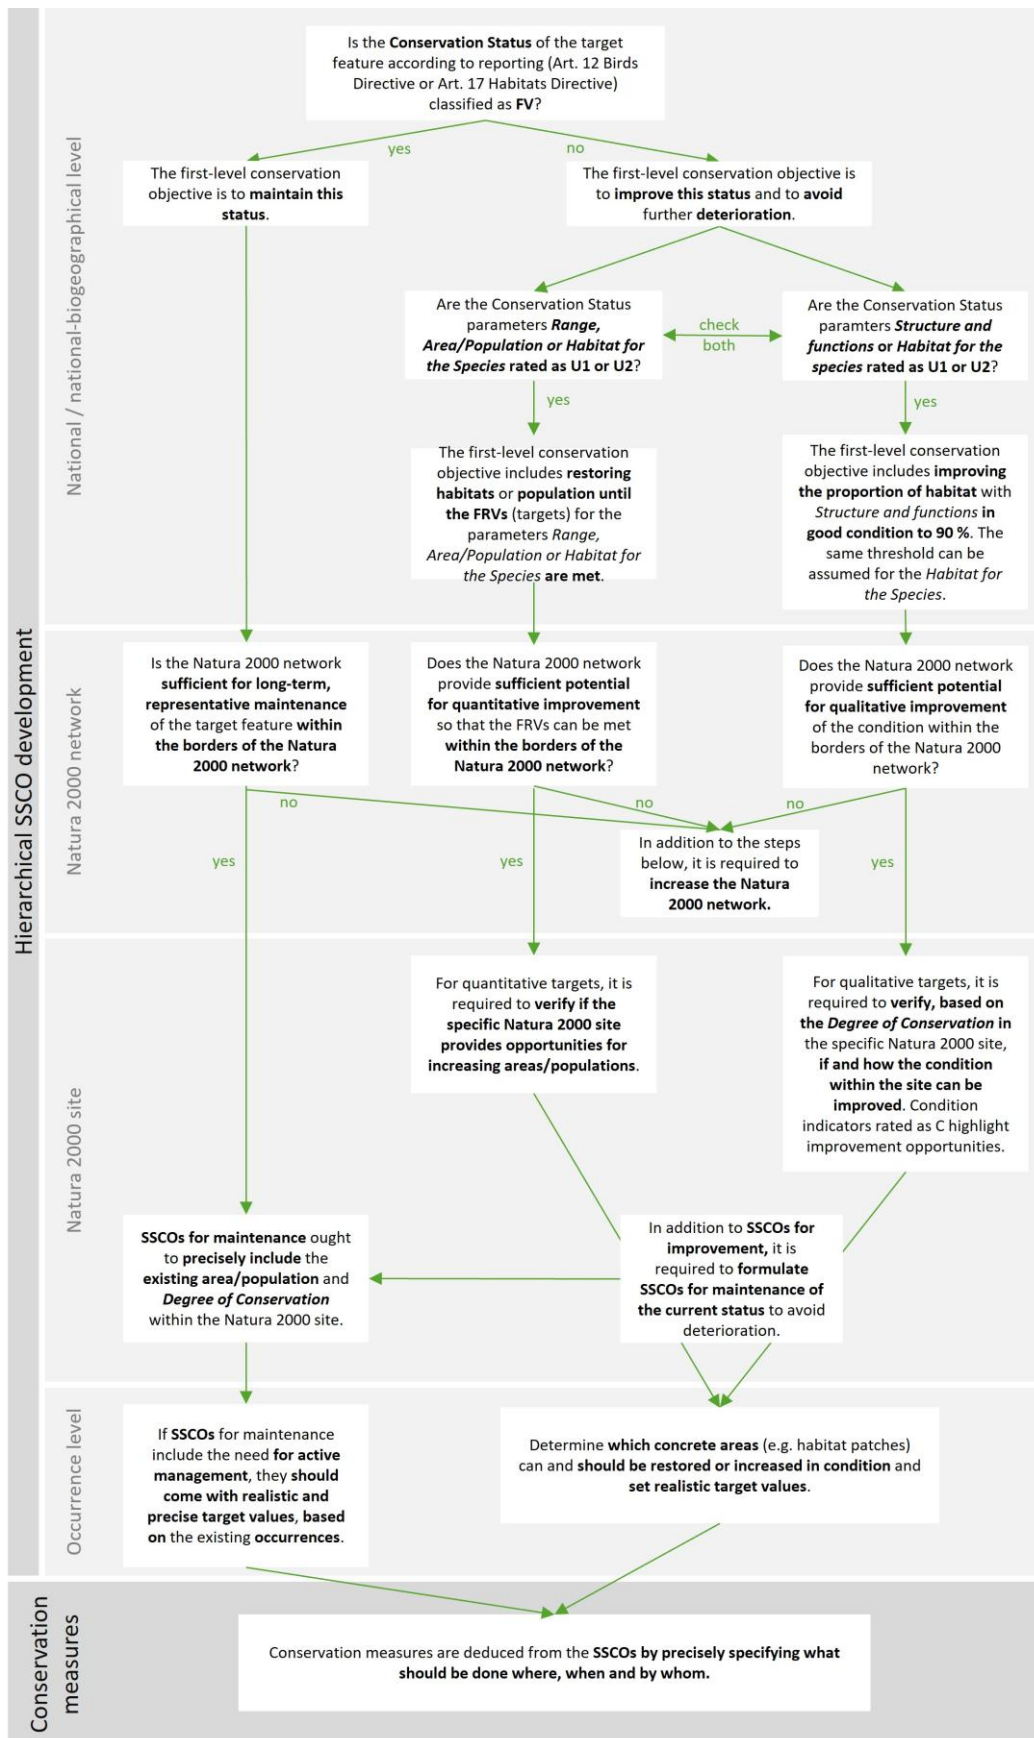 Hierarchical SSCO development
National / national-biogeographical level
Is the Conservation Status of the target
feature according to reporting (Art. 12 Birds
Directive or Art. 17 Habitats Directive)
classified as FV?
yes
no
The first-level conservation
objective is to maintain this
status.
The first-level conservation objective is
to improve this status and to avoid
further deterioration.
Are the Conservation Status
parameters Range,
Area/Population or Habitat for
the Species rated as U1 or U2?
check
both
Are the Conservation Status
paramters Structure and
functions or Habitat for the
species rated as U1 or U2?
yes
yes
The first-level conservation
objective includes restoring
habitats or population until
the FRVs (targets) for the
parameters Range,
Area/Population or Habitat for
the Species are met.
The first-level conservation
objective includes improving
the proportion of habitat with
Structure and functions in
good condition to 90 %. The
same threshold can be
assumed for the Habitat for
the Species.
Natura 2000 network
Is the Natura 2000 network
sufficient for long-term,
representative maintenance
of the target feature within
the borders of the Natura
2000 network?
Does the Natura 2000 network
provide sufficient potential
for quantitative improvement
so that the FRVs can be met
within the borders of the
Natura 2000 network?
Does the Natura 2000 network
provide sufficient potential
for qualitative improvement
of the condition within the
borders of the Natura 2000
network?
no
no
no
yes
yes
yes
In addition to the steps
below, it is required to
increase the Natura
2000 network.
Natura 2000 site
For quantitative targets, it is
required to verify if the
specific Natura 2000 site
provides opportunities for
increasing areas/populations.
For qualitative targets, it is
required to verify, based on
the Degree of Conservation in
the specific Natura 2000 site,
if and how the condition
within the site can be
improved. Condition
indicators rated as C highlight
improvement opportunities.
SSCOs for maintenance ought
to precisely include the
existing area/population and
Degree of Conservation
within the Natura 2000 site.
In addition to SSCOs for
improvement, it is
required to formulate
SSCOs for maintenance of
the current status to avoid
deterioration.
Occurrence level
If SSCOs for maintenance
include the need for active
management, they should
come with realistic and
precise target values, based
on the existing occurrences.
Determine which concrete areas (e.g. habitat patches)
can and should be restored or increased in condition and
set realistic target values.
Conservation
measures
Conservation measures are deduced from the SSCOs by precisely specifying what
should be done where, when and by whom.